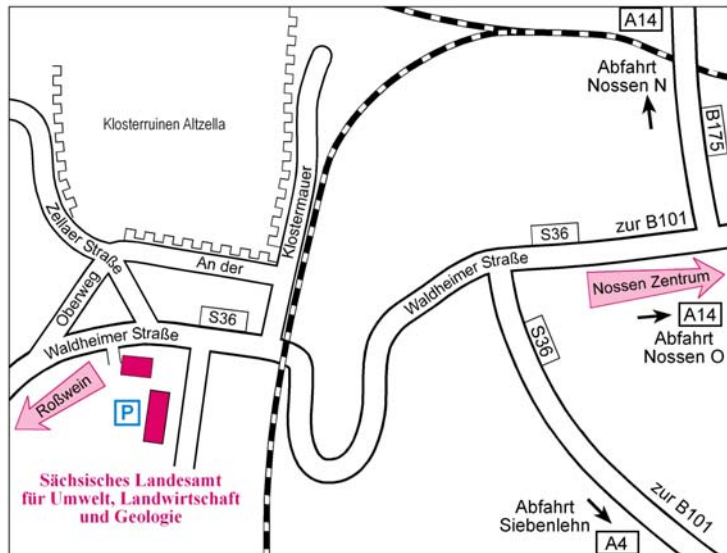 A14
Abfahrt
Nossen N
B175
Klosterruinen Altzella
Zellaer Straße
Klostermauer
An der
zur B101
S36
Waldheimer Straße
Nossen Zentrum
A14
Abfahrt
Nossen O
Oberweg
S36
Waldheimer Straße
S36
Roßwein
P
Sächsisches Landesamt
für Umwelt, Landwirtschaft
und Geologie
Abfahrt
Siebenlehn
A4
zur B101